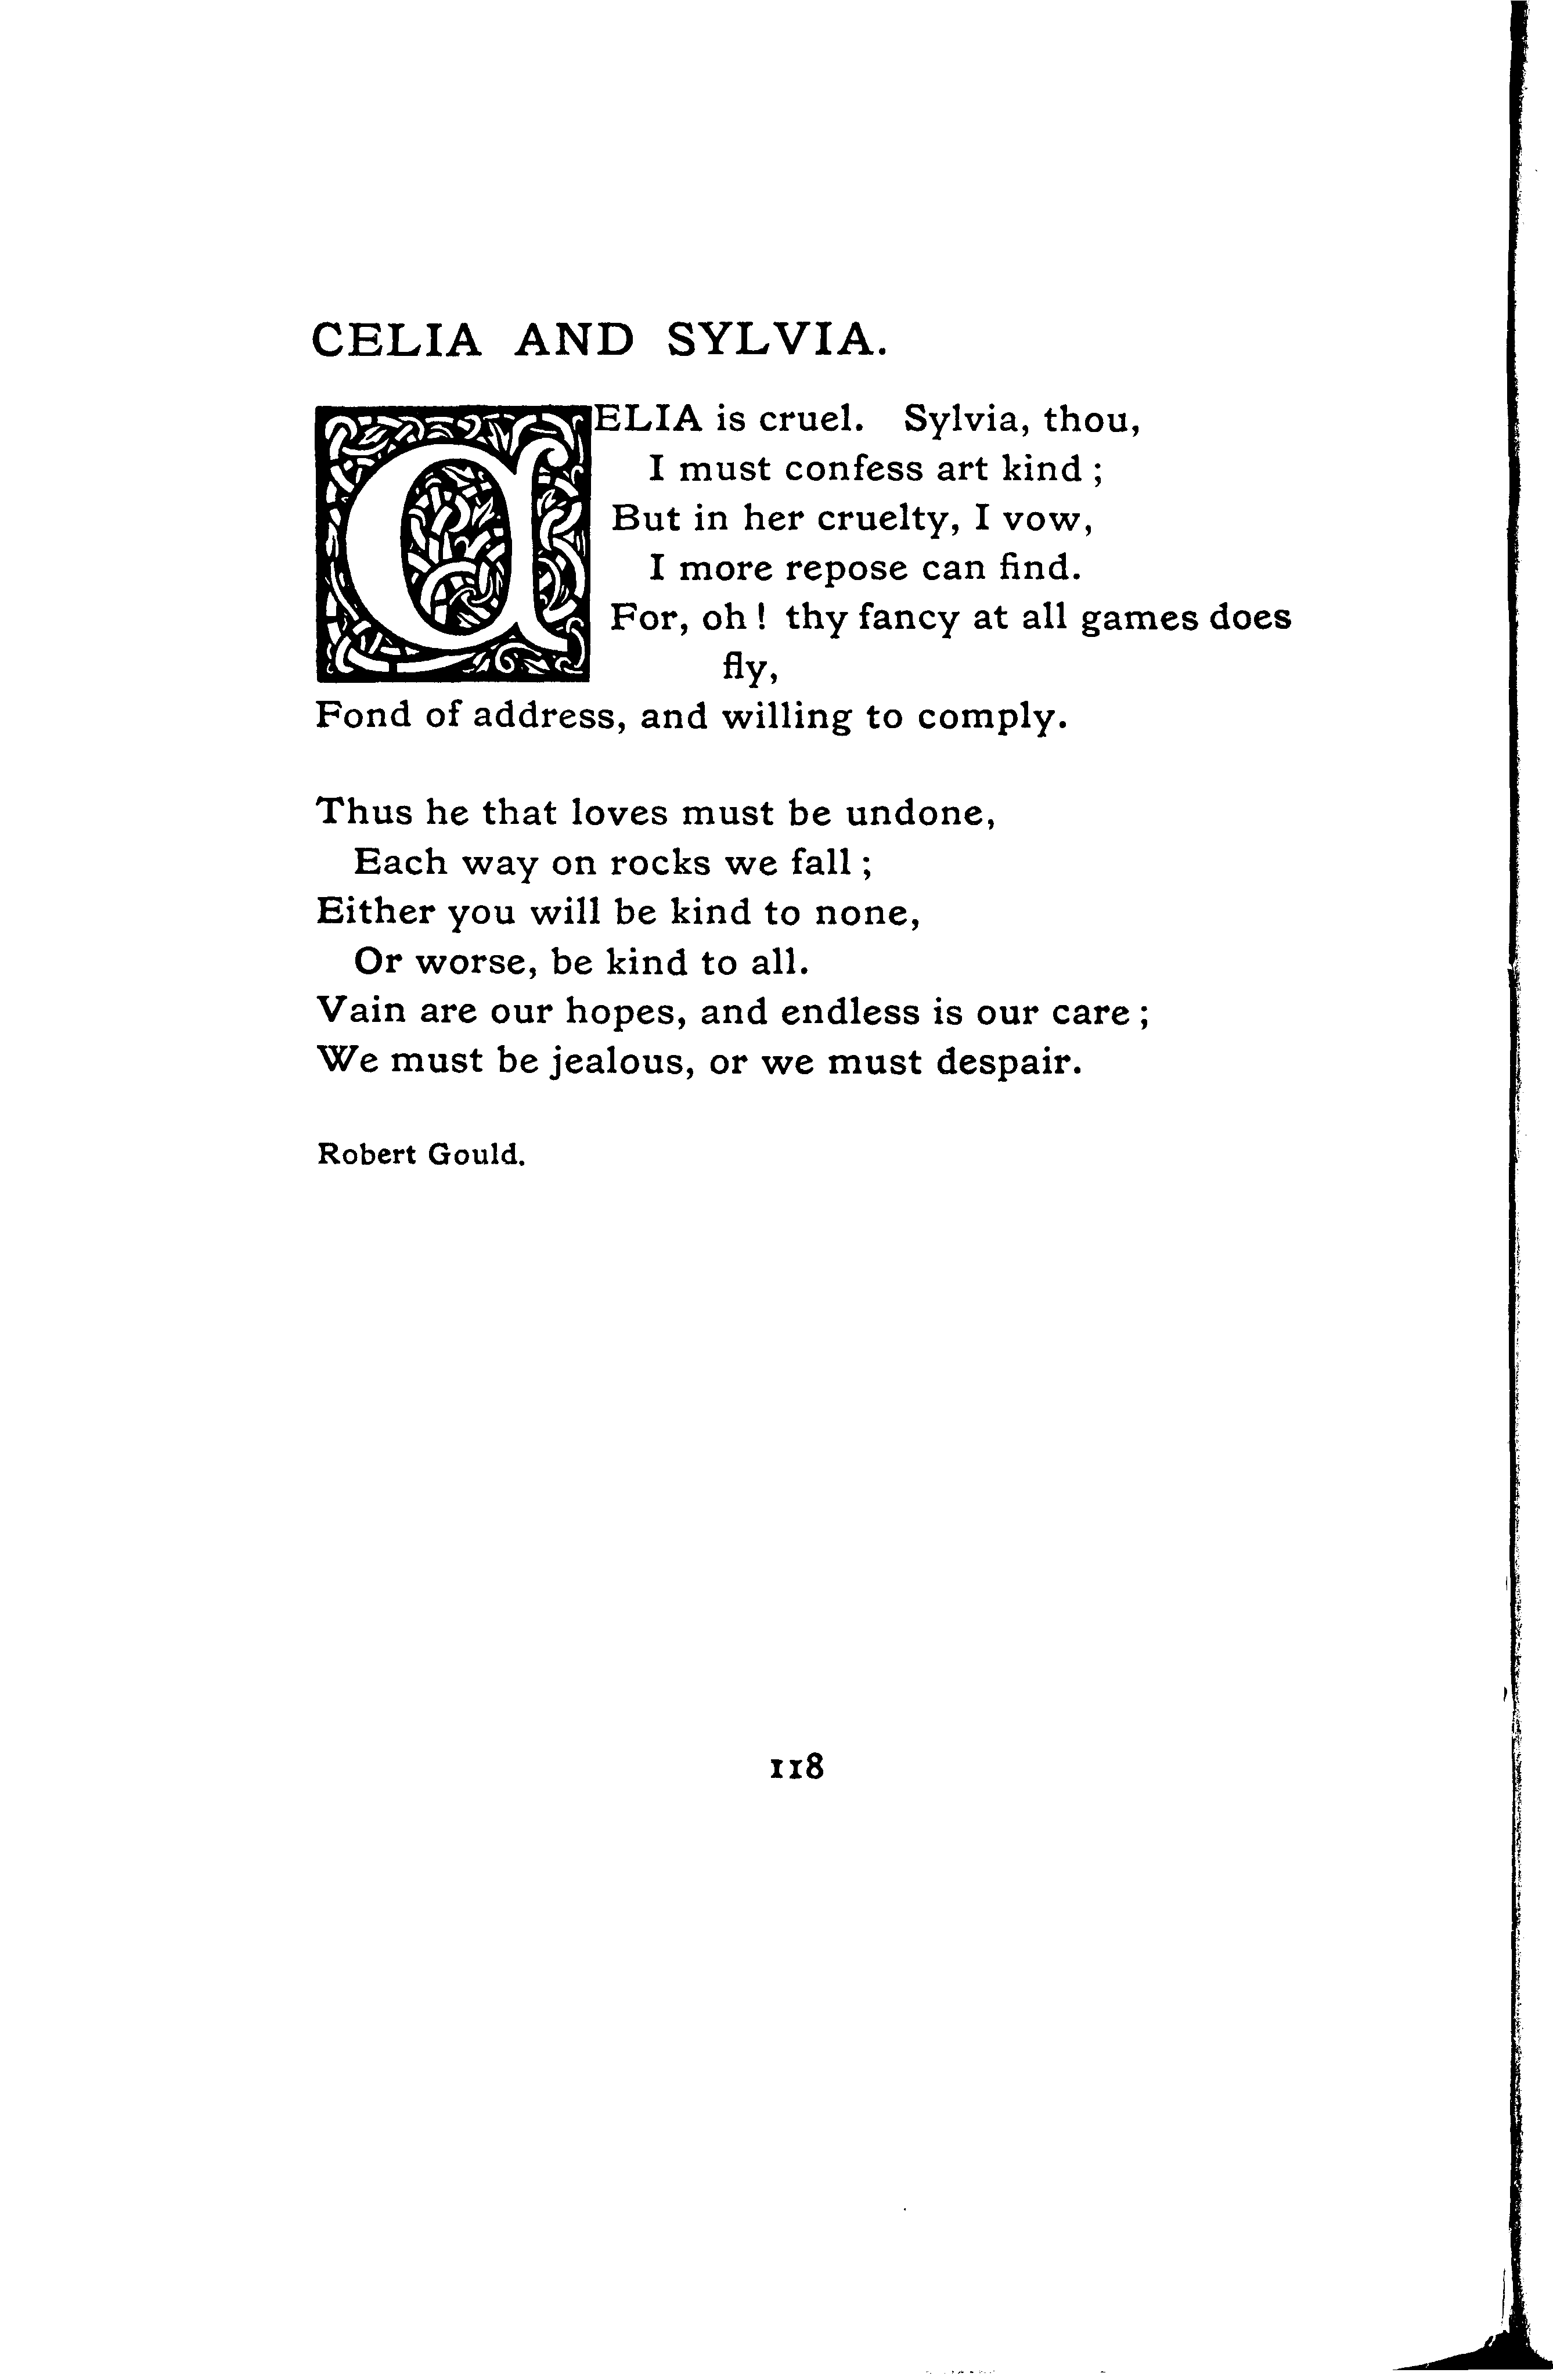 CELIA AND SYLVIA.
CELIA is cruel. Sylvia, thou,
I must confess art kind ;
But in her cruelty, I vow,
I more repose can find.
For, oh ! thy fancy at all games does
fly,
Fond of address, and willing to comply.
Thus he that loves must be undone,
Each way on rocks we fall ;
Either you will be kind to none,
Or worse, be kind to all.
Vain are our hopes, and endless is our care ;
We must be jealous, or we must despair.
Robert Gould.
118